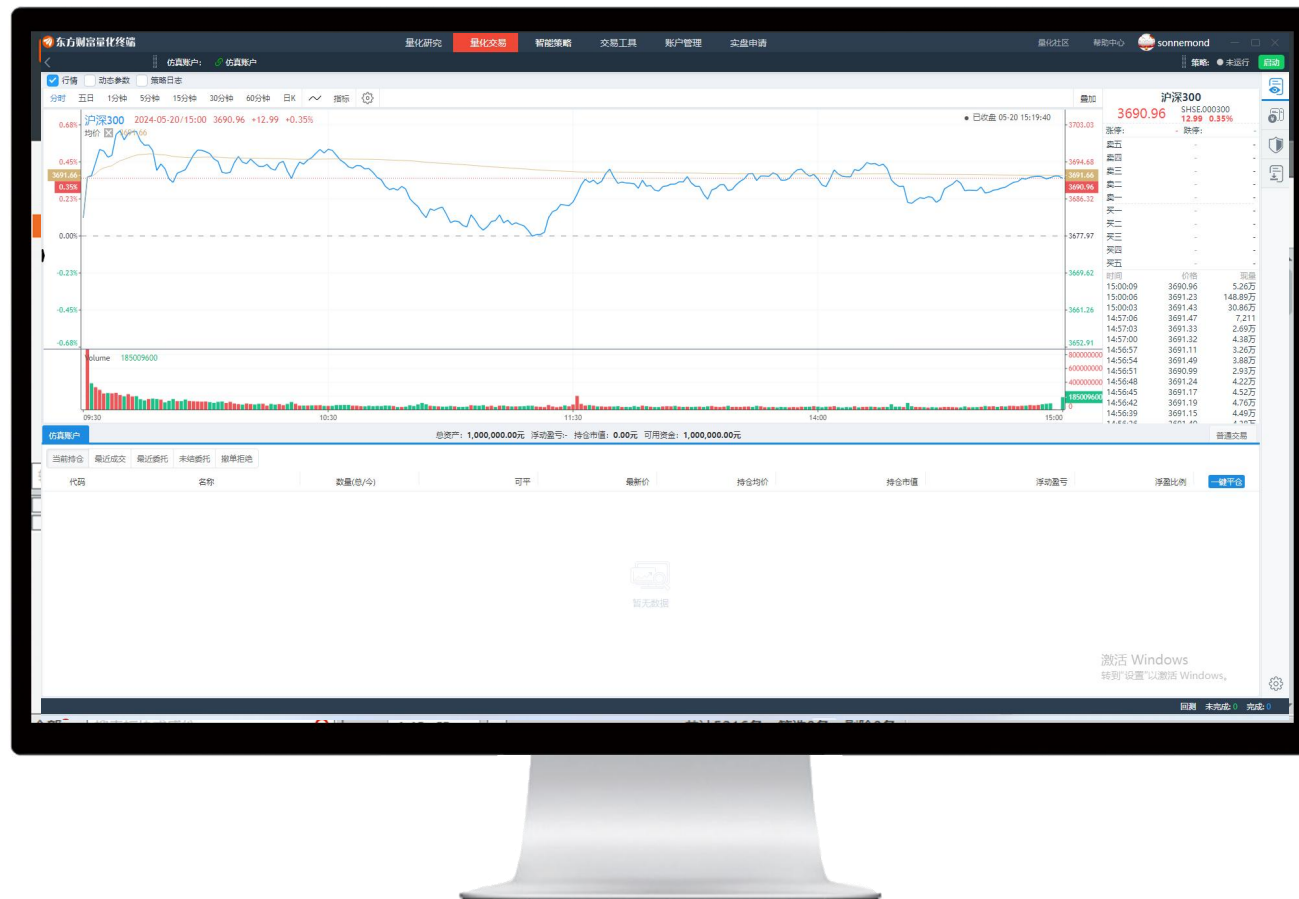 东方财富量化终端 量化研究 量化交易 智能策略 交易工具 账户管理 实盘申请 量化社区 帮助中心 sonnemond
仿真账户: 仿真账户 策略: 未运行 启动
行情 动态参数 策略日志
分时 五日 1分钟 5分钟 15分钟 30分钟 60分钟 日K 指标 叠加
沪深300 2024-05-20/15:00 3690.96 +12.99 +0.35% 已收盘 05-20 15:19:40
均价 3691.66
0.68%
0.45%
3691.66
0.35%
0.23%
0.00%
-0.23%
-0.45%
-0.68%
3703.03
3694.68
3691.66
3690.96
3686.32
3677.97
3669.62
3661.26
3652.91
Volume 185009600
800000000
600000000
400000000
185009600
0
09:30 10:30 11:30 14:00 15:00
沪深300
3690.96 SHSE.000300
12.99 0.35%
涨停: - 跌停: -
卖五 - -
卖四 - -
卖三 - -
卖二 - -
卖一 - -
买一 - -
买二 - -
买三 - -
买四 - -
买五 - -
时间 价格 现量
15:00:09 3690.96 5.26万
15:00:06 3691.23 148.89万
15:00:03 3691.43 30.86万
14:57:06 3691.47 7,211
14:57:03 3691.33 2.69万
14:57:00 3691.32 4.38万
14:56:57 3691.11 3.26万
14:56:54 3691.49 3.88万
14:56:51 3690.99 2.93万
14:56:48 3691.24 4.22万
14:56:45 3691.17 4.52万
14:56:42 3691.19 4.76万
14:56:39 3691.15 4.49万
仿真账户 总资产: 1,000,000.00元 浮动盈亏:- 持仓市值: 0.00元 可用资金: 1,000,000.00元 普通交易
当前持仓 最近成交 最近委托 未结委托 撤单拒绝
代码 名称 数量(总/今) 可平 最新价 持仓均价 持仓市值 浮动盈亏 浮盈比例 一键平仓
暂无数据
激活 Windows
转到"设置"以激活 Windows。
回测 未完成: 0 完成: 0